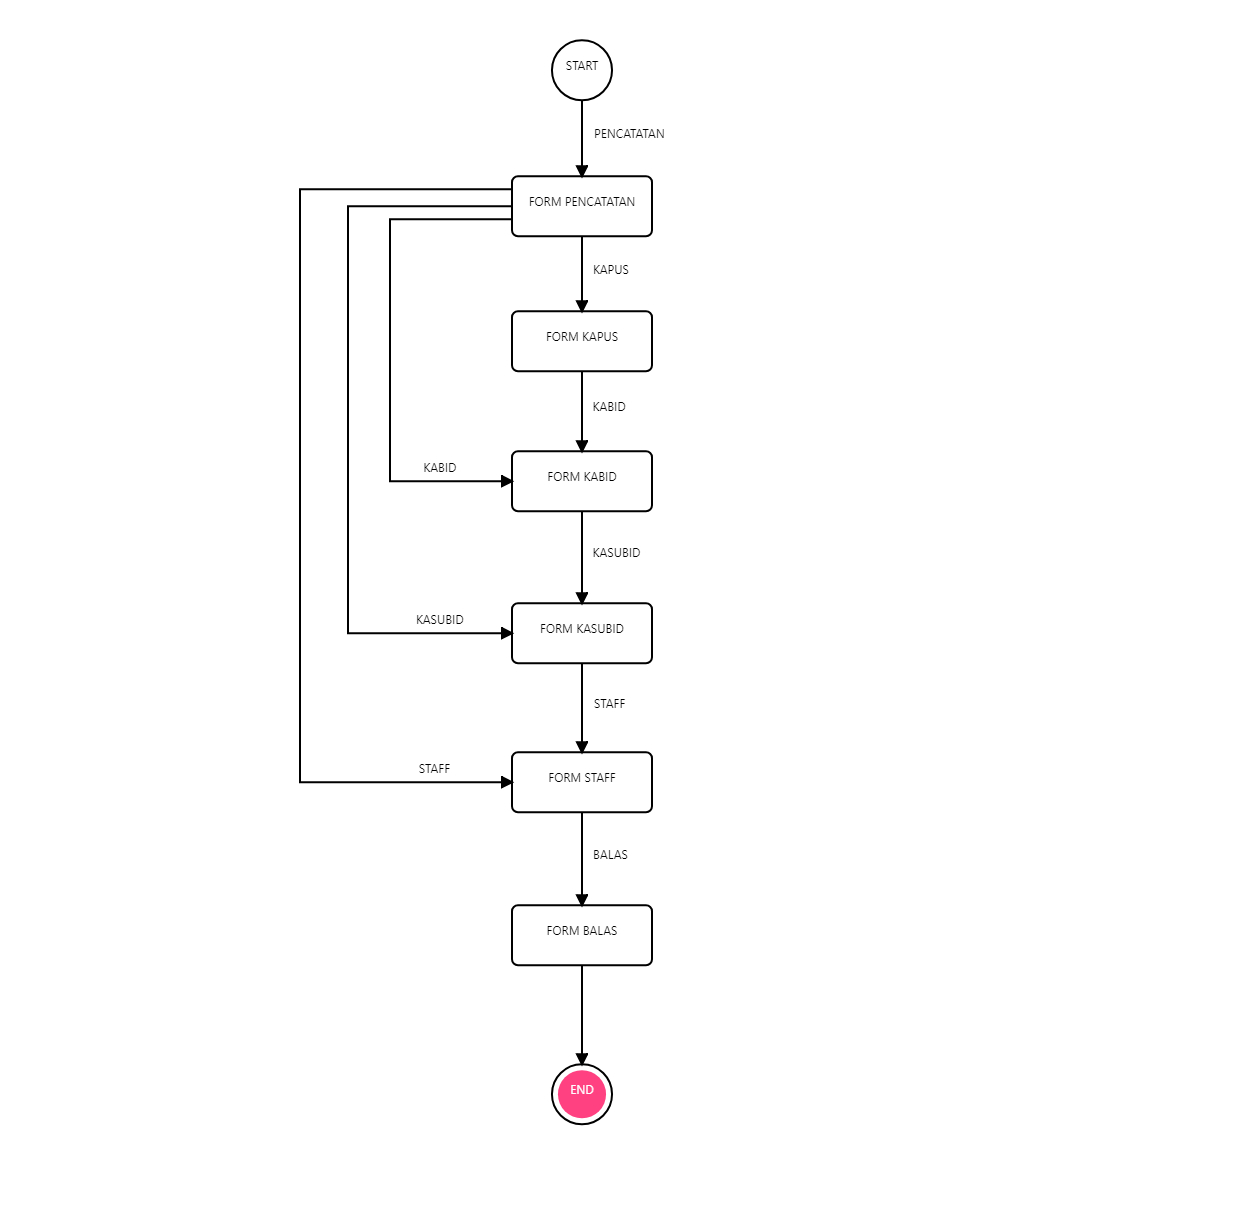 START
PENCATATAN
FORM PENCATATAN
KAPUS
FORM KAPUS
KABID
KABID
FORM KABID
KASUBID
KASUBID
FORM KASUBID
STAFF
STAFF
FORM STAFF
BALAS
FORM BALAS
END